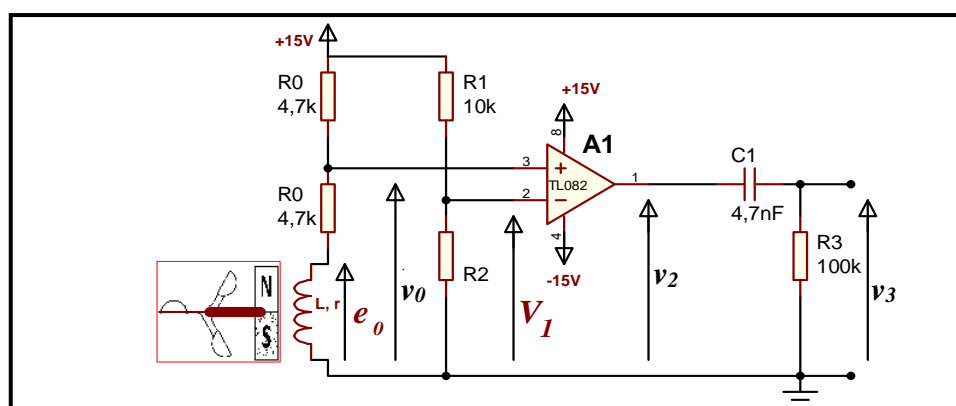 +15V
R0
4,7k
R1
10k
+15V
8
A1
3
+
TL082
1
2
−
4
-15V
C1
4,7nF
R0
4,7k
R2
R3
100k
N
S
L, r
e0
v0
V1
v2
v3